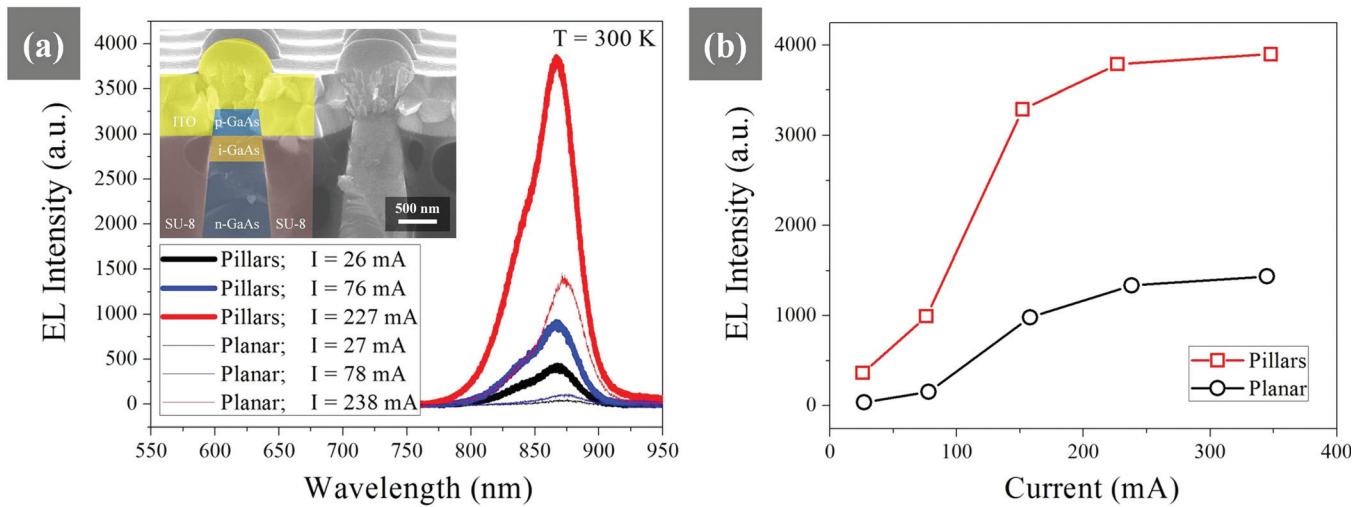 (a)
EL Intensity (a.u.)
4000
3500
3000
2500
2000
1500
1000
500
0
T = 300 K
ITO
p-GaAs
i-GaAs
SU-8
n-GaAs
SU-8
500 nm
Pillars; I = 26 mA
Pillars; I = 76 mA
Pillars; I = 227 mA
Planar; I = 27 mA
Planar; I = 78 mA
Planar; I = 238 mA
550 600 650 700 750 800 850 900 950
Wavelength (nm)
(b)
EL Intensity (a.u.)
4000
3000
2000
1000
0
Pillars
Planar
0 100 200 300 400
Current (mA)